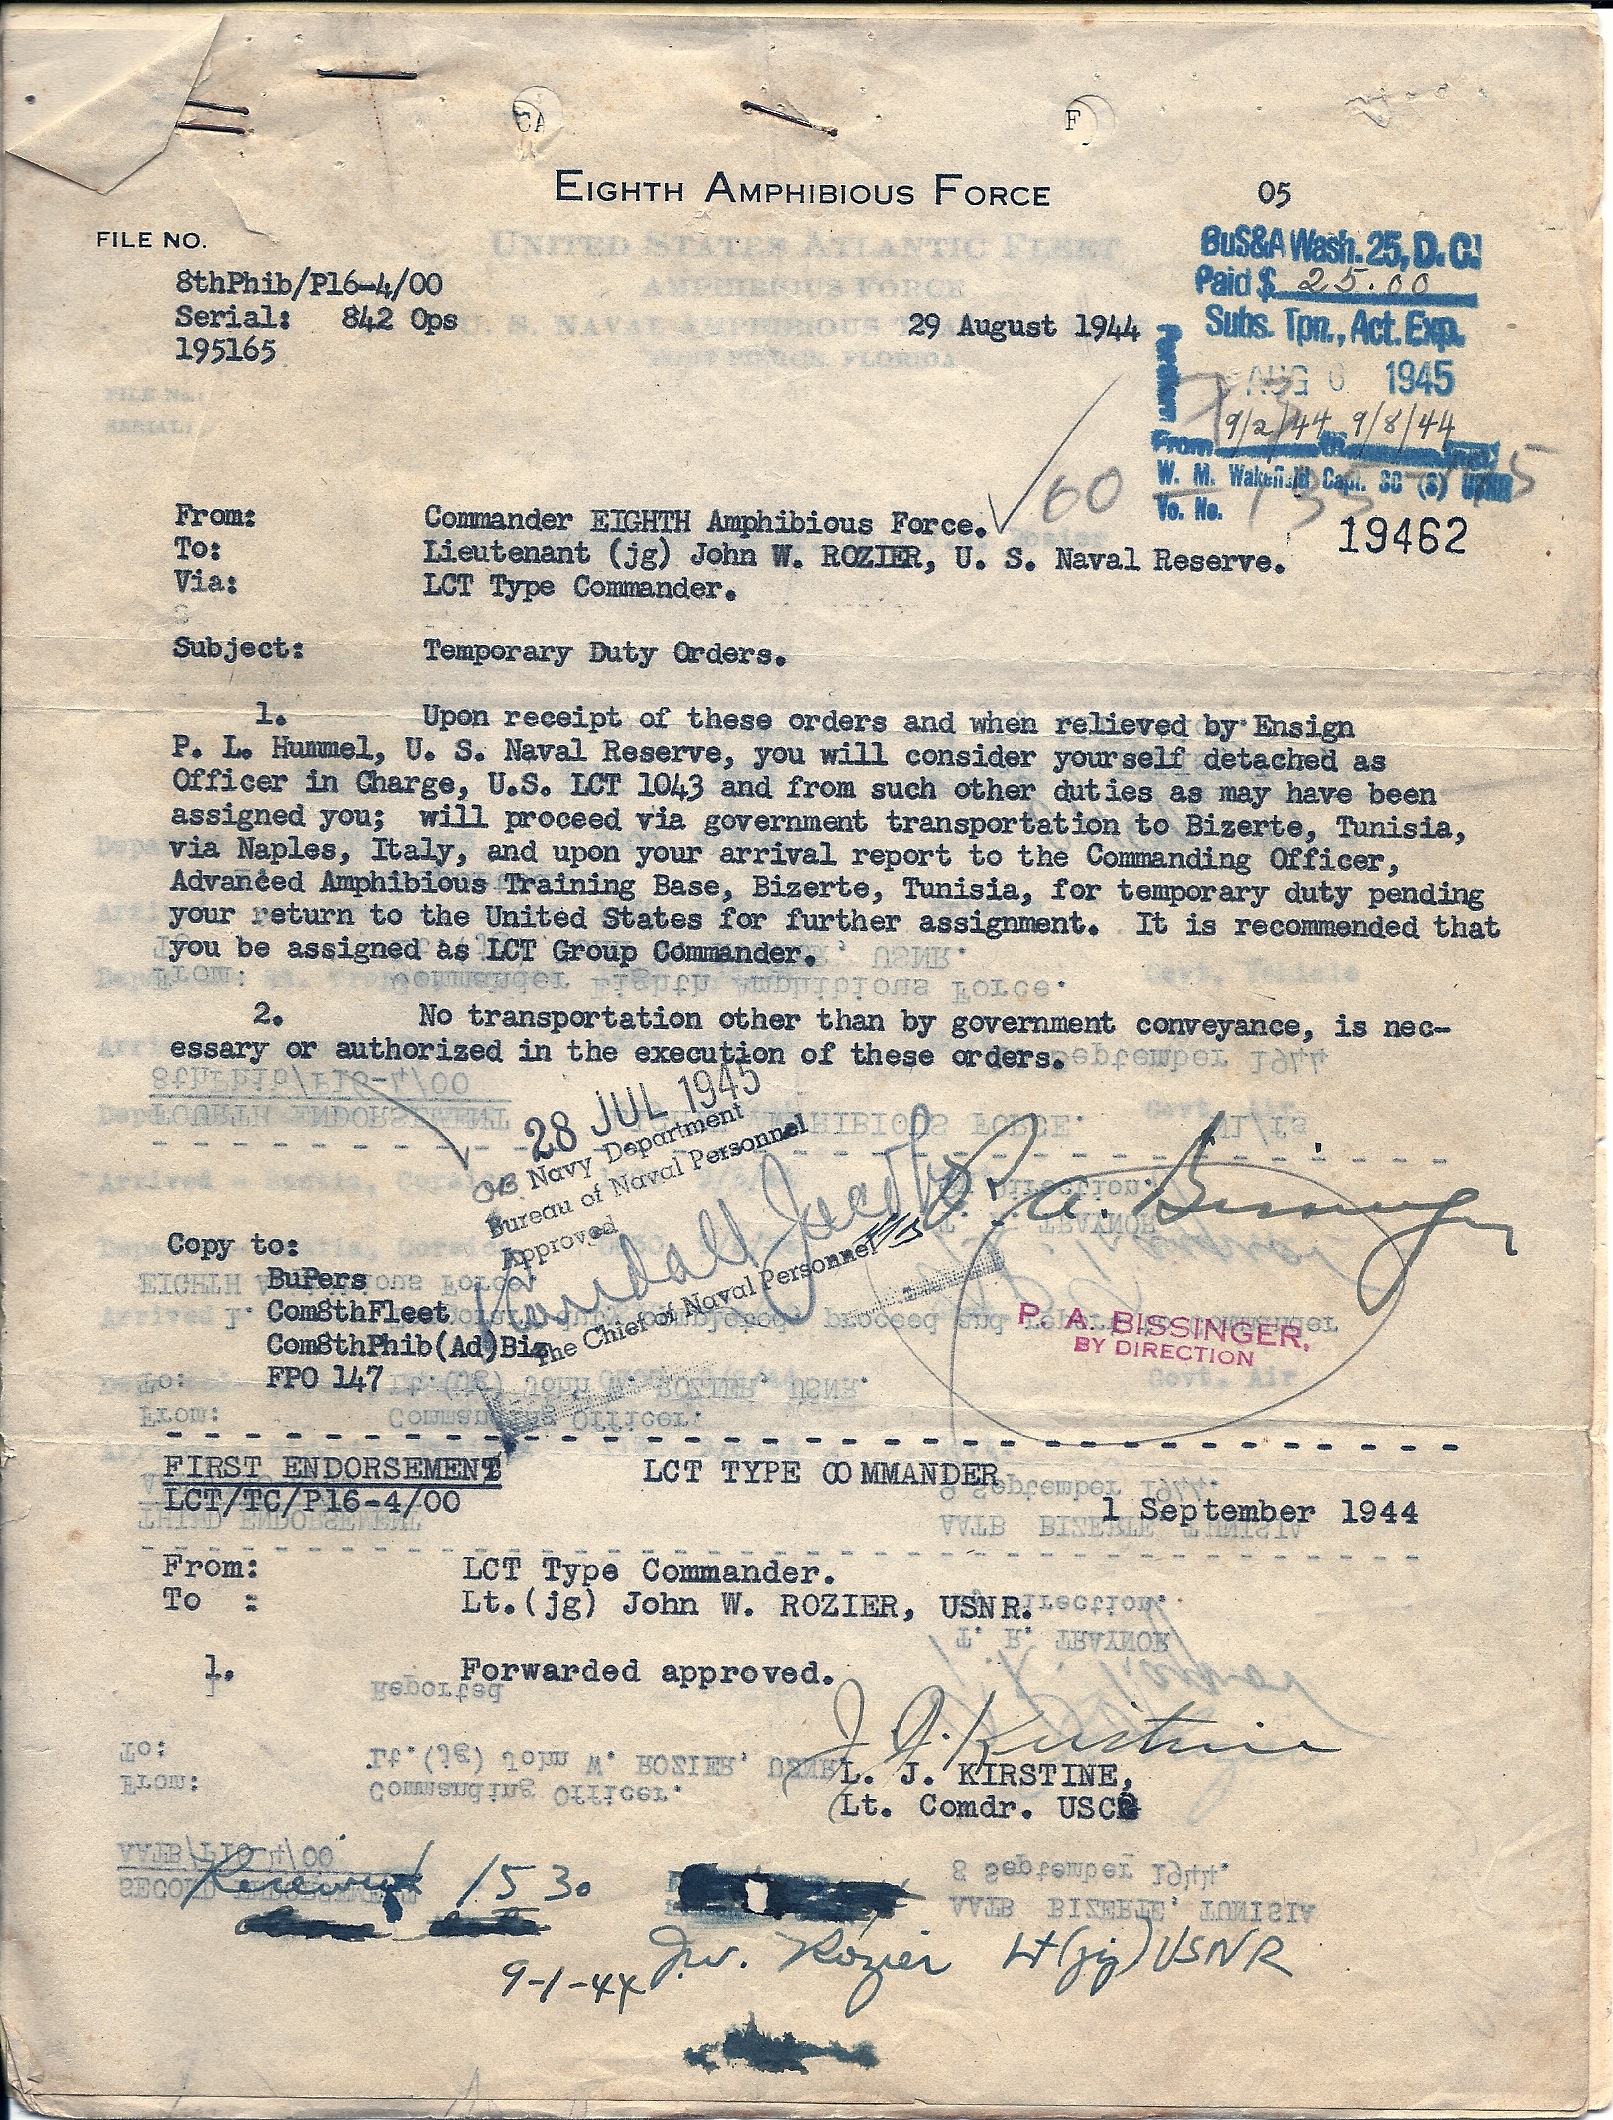 CA
F
EIGHTH AMPHIBIOUS FORCE
05
FILE NO.
8thPhib/P16-4/00
Serial: 842 Ops
195165
29 August 1944
BuS&A Wash. 25, D.C.
Paid $ 25.00
Subs. Tpn., Act. Exp.
Per diem
AUG 1945
From 9/2/44 to 9/8/44
W. M. Wakefield Capt. SC (S) USNR
Vo. No.
60
19462
From: Commander EIGHTH Amphibious Force.
To: Lieutenant (jg) John W. ROZIER, U. S. Naval Reserve.
Via: LCT Type Commander.
Subject: Temporary Duty Orders.
1. Upon receipt of these orders and when relieved by Ensign
P. L. Hummel, U. S. Naval Reserve, you will consider yourself detached as
Officer in Charge, U.S. LCT 1043 and from such other duties as may have been
assigned you; will proceed via government transportation to Bizerte, Tunisia,
via Naples, Italy, and upon your arrival report to the Commanding Officer,
Advanced Amphibious Training Base, Bizerte, Tunisia, for temporary duty pending
your return to the United States for further assignment. It is recommended that
you be assigned as LCT Group Commander.
2. No transportation other than by government conveyance, is nec-
essary or authorized in the execution of these orders.
28 JUL 1945
Navy Department
Bureau of Naval Personnel
Approved
Randall Jacobs
The Chief of Naval Personnel
P. A. Bissinger
P. A. BISSINGER,
BY DIRECTION
Copy to:
BuPers
Com8thFleet
Com8thPhib(Ad)Biz
FPO 147
FIRST ENDORSEMENT LCT TYPE COMMANDER
LCT/TC/P16-4/00
1 September 1944
From: LCT Type Commander.
To : Lt.(jg) John W. ROZIER, USNR.
1. Forwarded approved.
L. J. KIRSTINE,
Lt. Comdr. USCG
Received 1530
9-1-44 J.W. Rozier Lt(jg) USNR